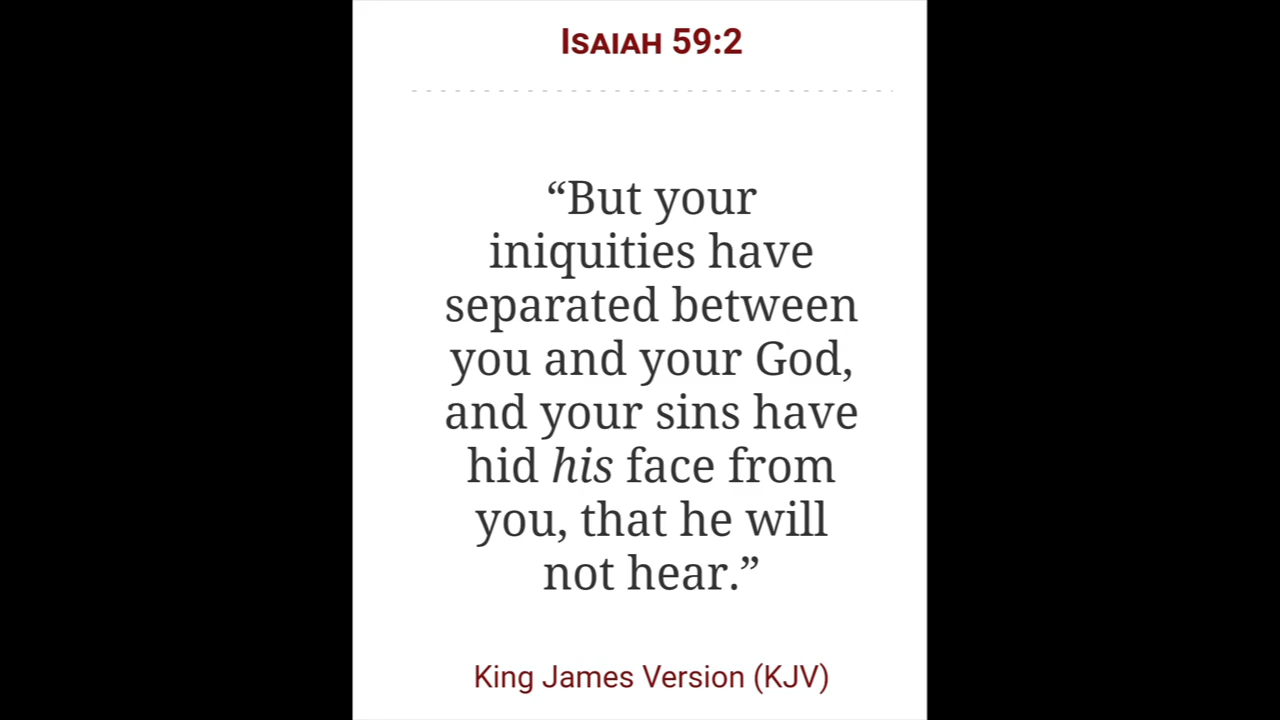 Isaiah 59:2
“But your
iniquities have
separated between
you and your God,
and your sins have
hid his face from
you, that he will
not hear.”
King James Version (KJV)